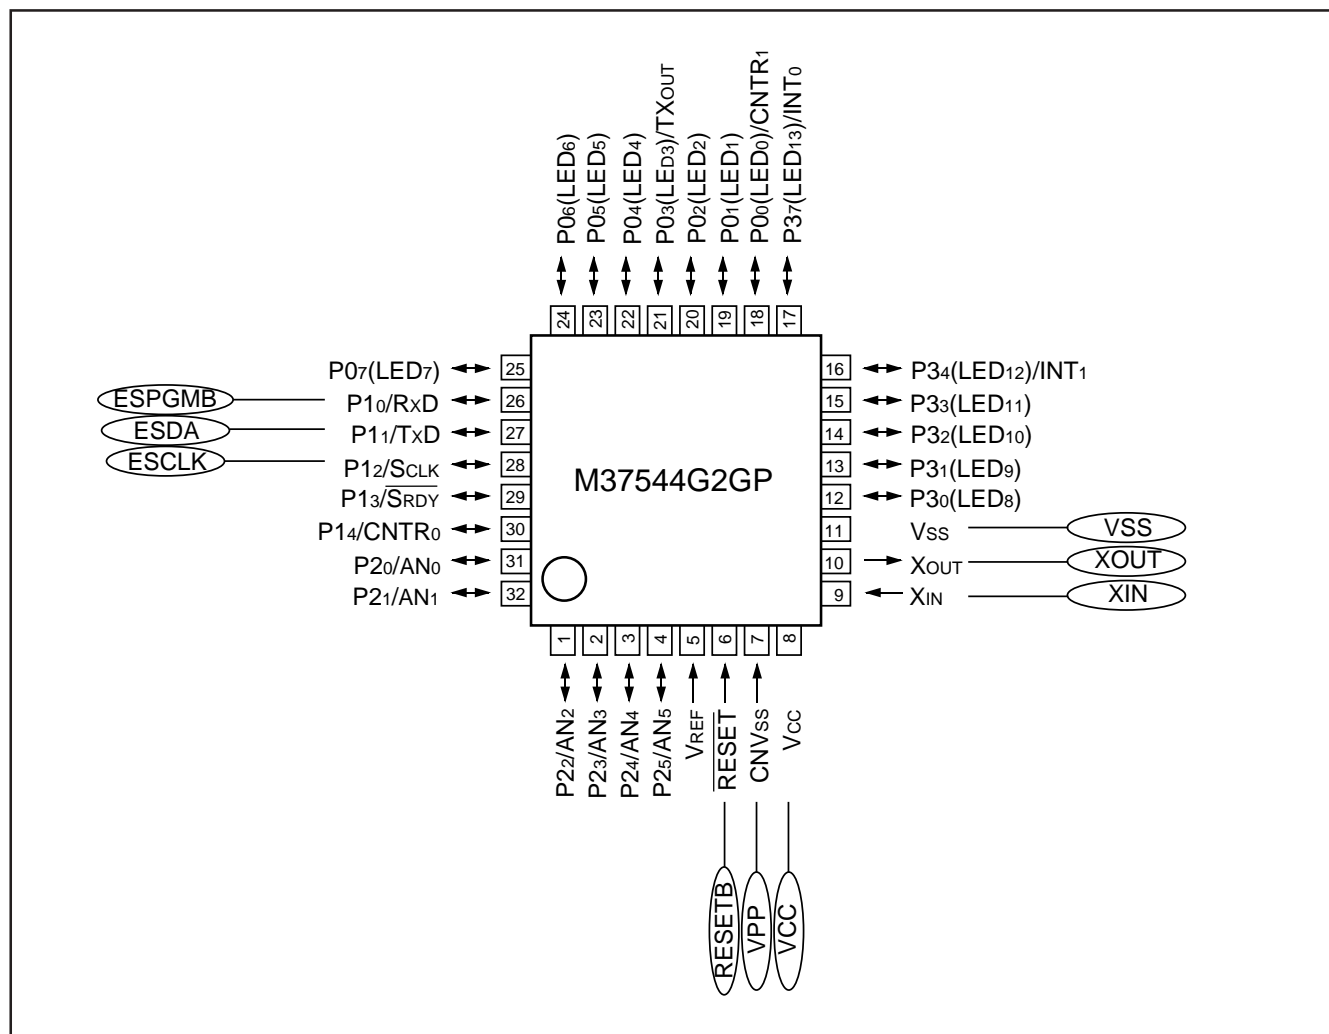 P06(LED6)
P05(LED5)
P04(LED4)
P03(LED3)/TXOUT
P02(LED2)
P01(LED1)
P00(LED0)/CNTR1
P37(LED13)/INT0
24
23
22
21
20
19
18
17
P07(LED7)
25
ESPGMB
P10/RXD
26
ESDA
P11/TXD
27
ESCLK
P12/SCLK
28
P13/SRDY
29
P14/CNTR0
30
P20/AN0
31
P21/AN1
32
M37544G2GP
16
P34(LED12)/INT1
15
P33(LED11)
14
P32(LED10)
13
P31(LED9)
12
P30(LED8)
11
VSS
VSS
10
XOUT
XOUT
9
XIN
XIN
1
2
3
4
5
6
7
8
P22/AN2
P23/AN3
P24/AN4
P25/AN5
VREF
RESET
CNVSS
VCC
RESETB
VPP
VCC